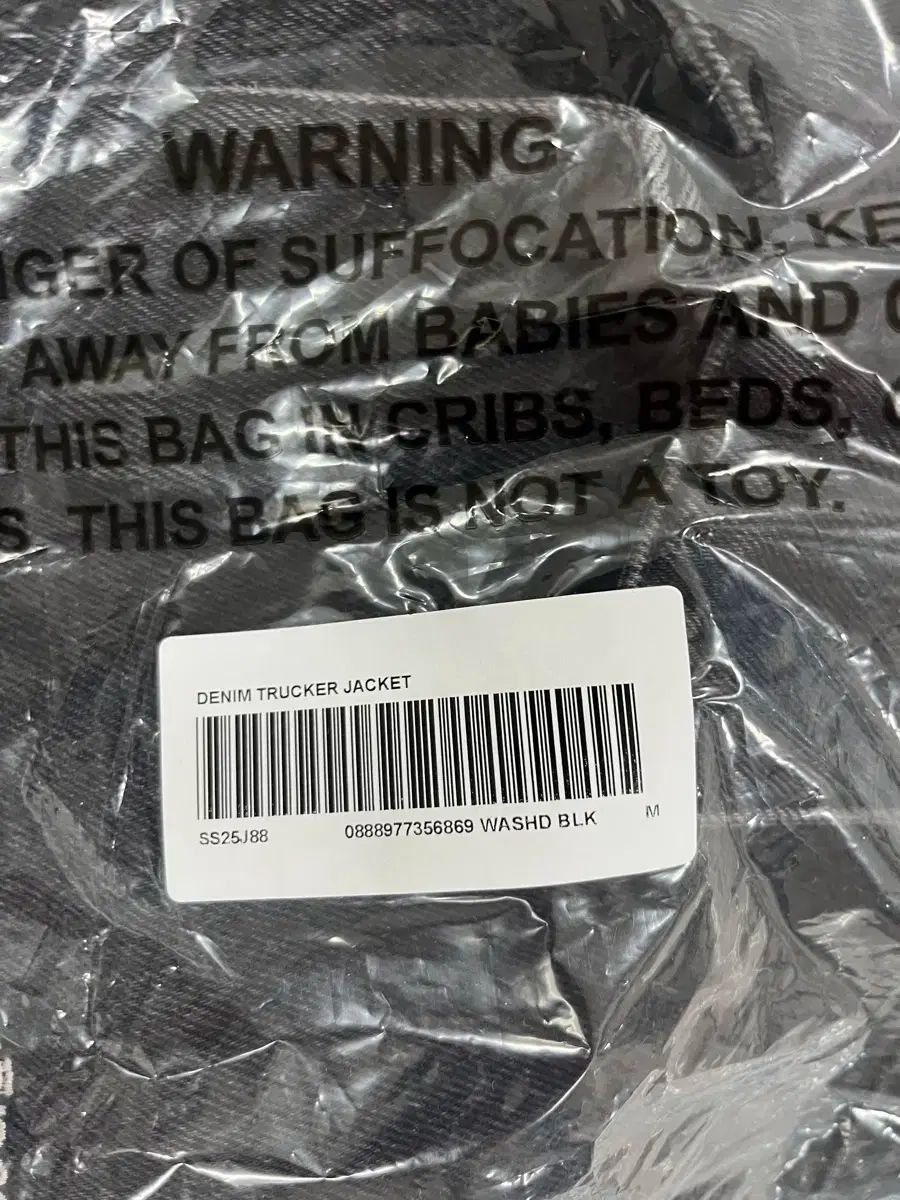 WARNING
NGER OF SUFFOCATION, KE
AWAY FROM BABIES AND
THIS BAG IN CRIBS, BEDS,
S. THIS BAG IS NOT A TOY.
DENIM TRUCKER JACKET
SS25J88 0888977356869 WASHD BLK M